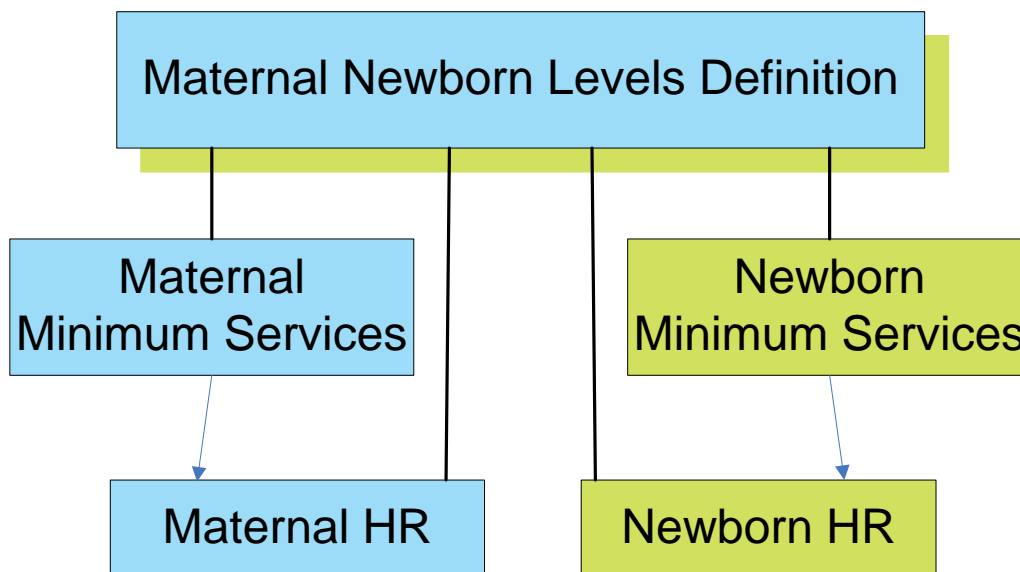 Maternal Newborn Levels Definition
Maternal
Minimum Services
Newborn
Minimum Services
Maternal HR
Newborn HR